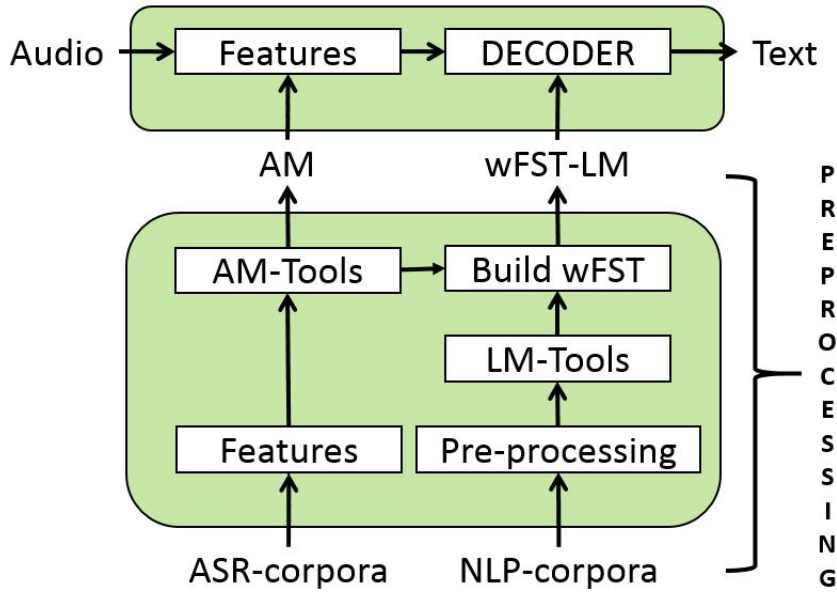 Audio Features DECODER Text
AM wFST-LM
AM-Tools Build wFST
LM-Tools
Features Pre-processing
ASR-corpora NLP-corpora
PREPROCESSING